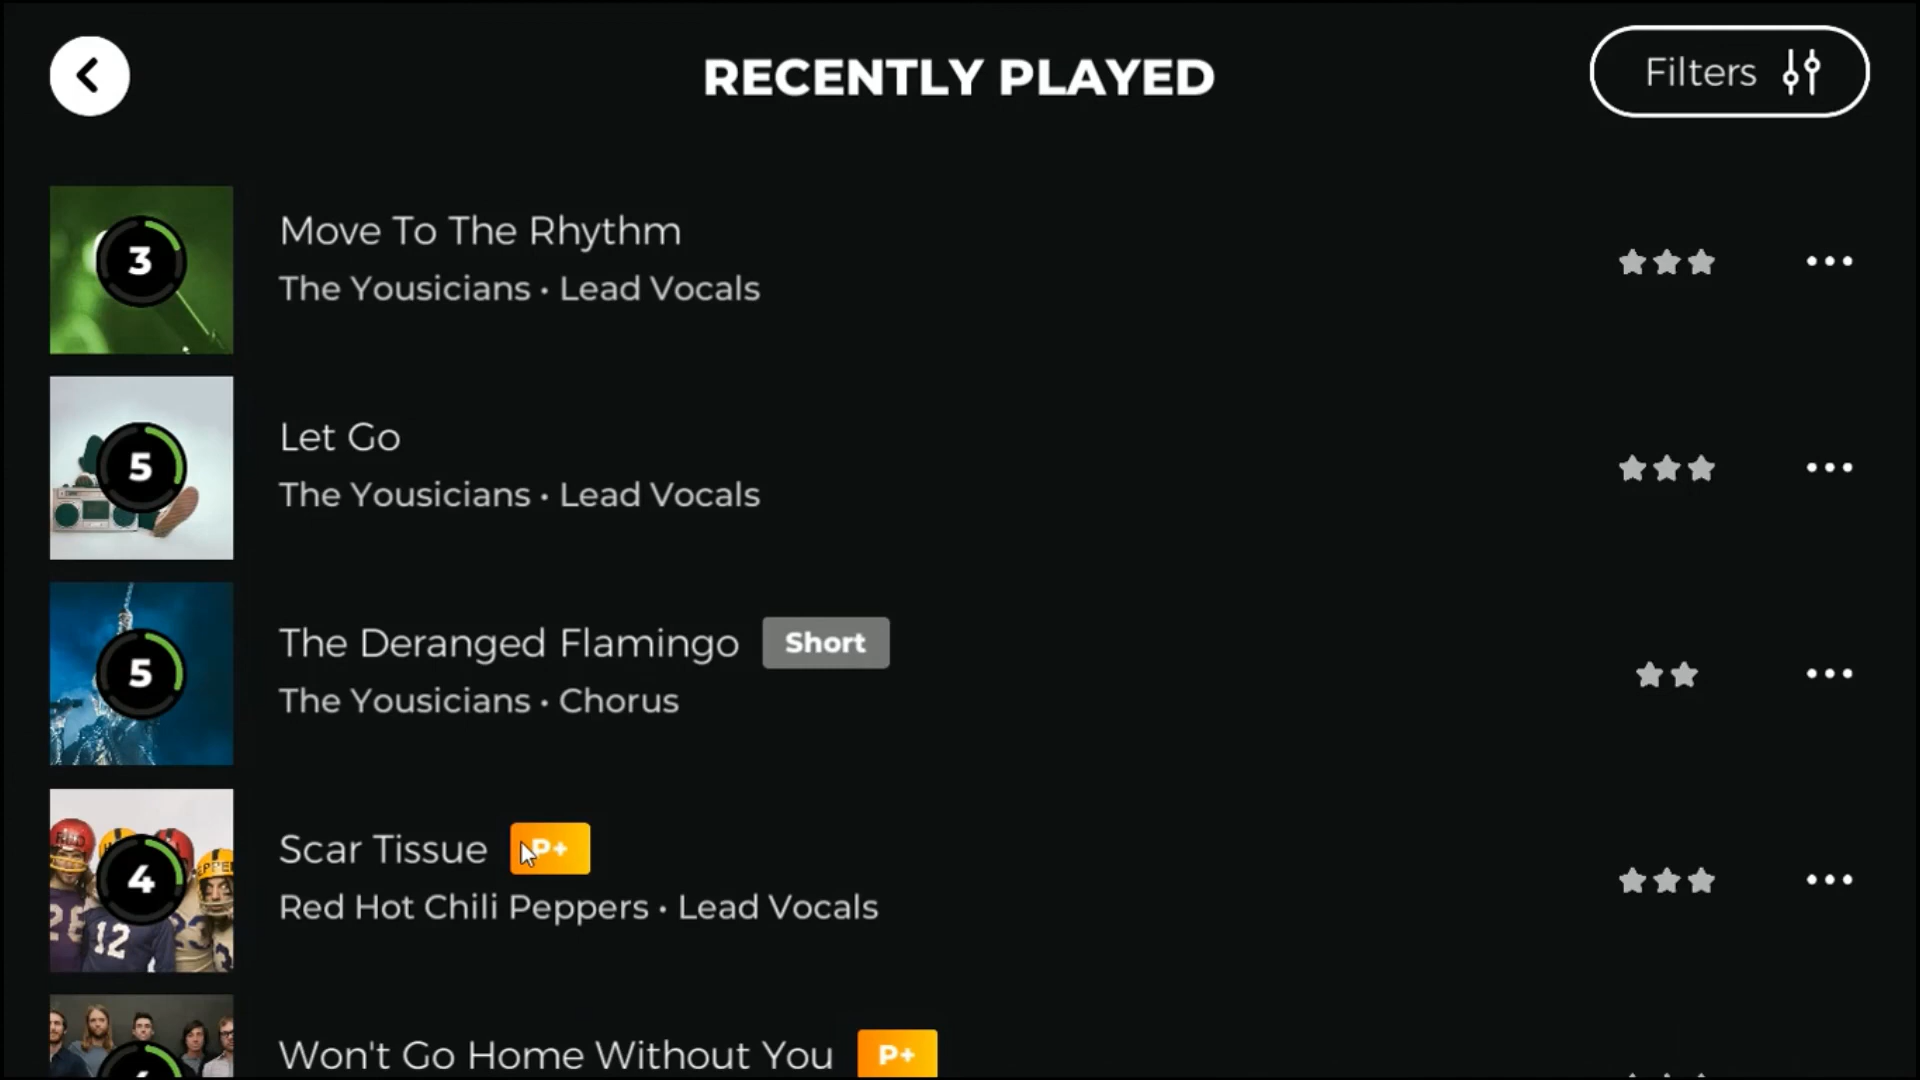 RECENTLY PLAYED
Filters
3
Move To The Rhythm
The Yousicians • Lead Vocals
5
Let Go
The Yousicians • Lead Vocals
5
The Deranged Flamingo Short
The Yousicians • Chorus
4
12
Scar Tissue P+
Red Hot Chili Peppers • Lead Vocals
Won't Go Home Without You P+